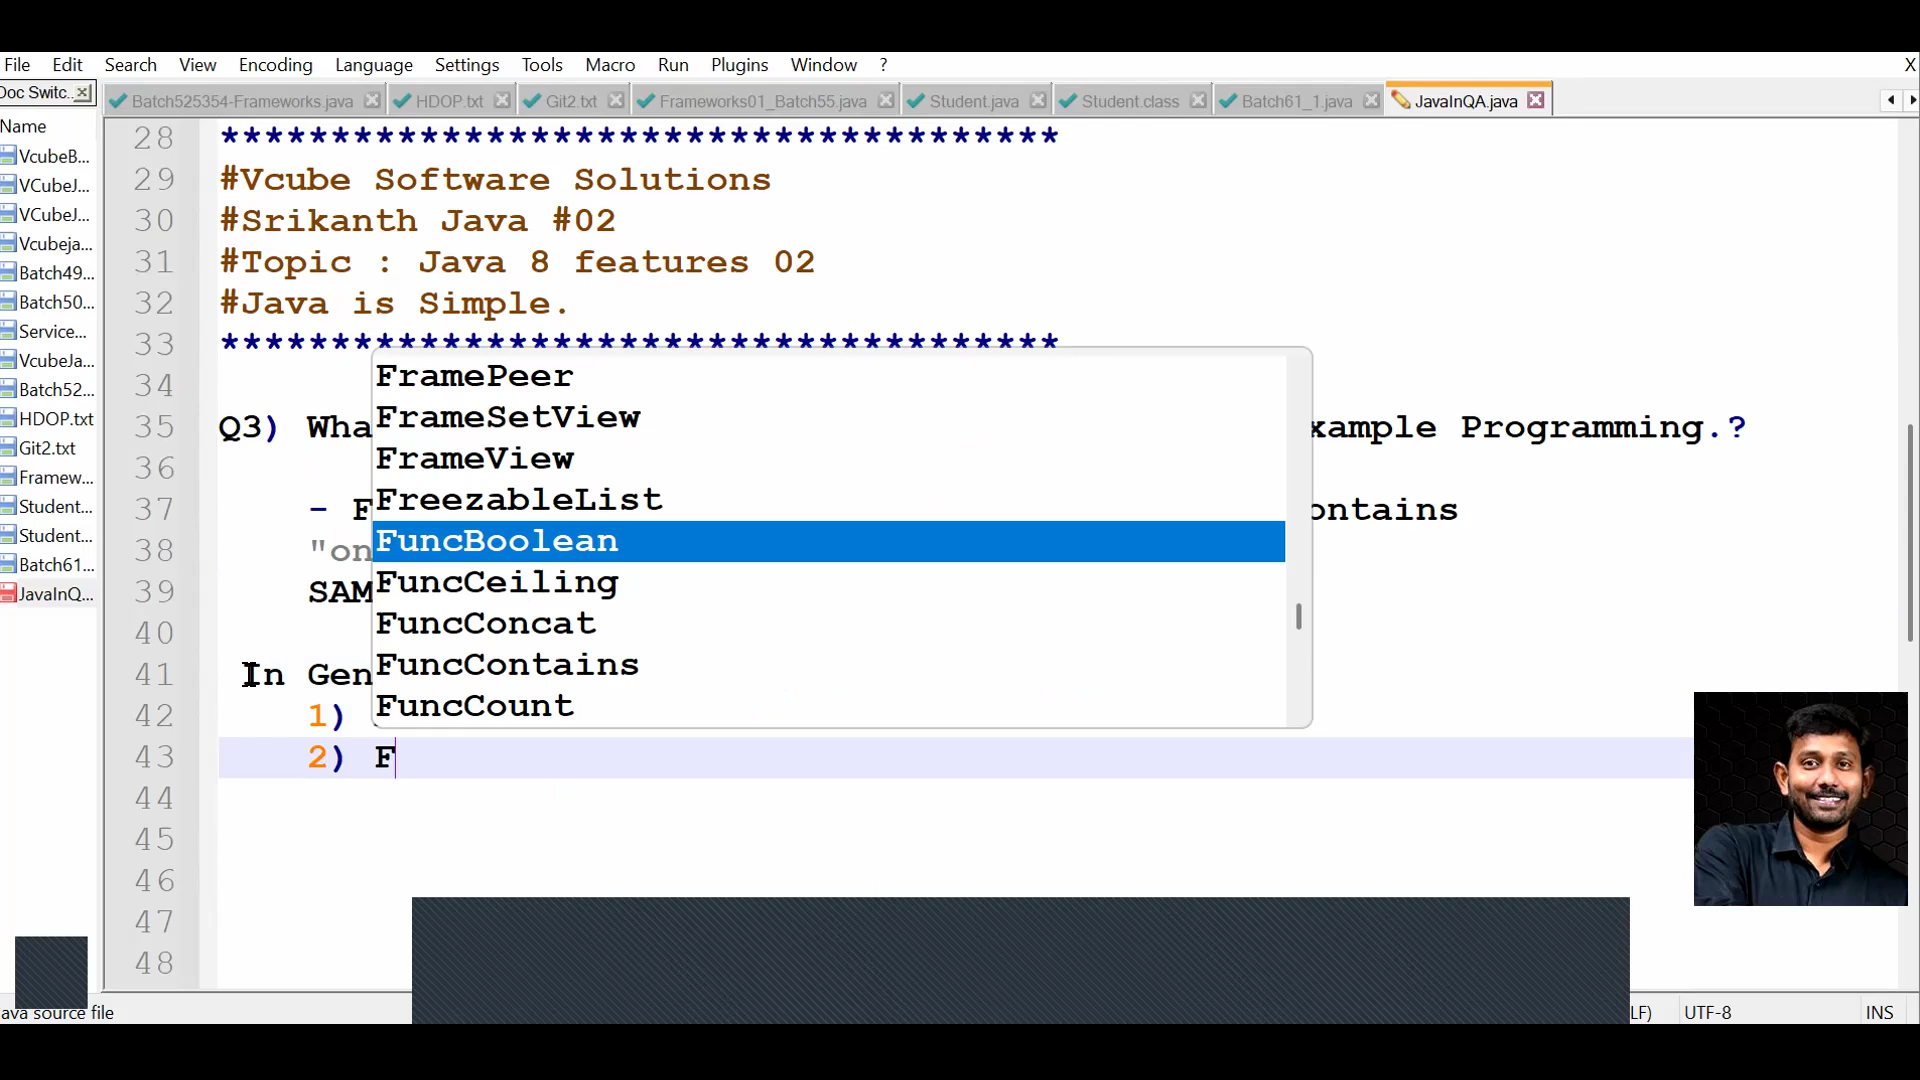 File Edit Search View Encoding Language Settings Tools Macro Run Plugins Window ? X
Doc Switc..
Batch525354-Frameworks.java HDOP.txt Git2.txt Frameworks01_Batch55.java Student.java Student.class Batch61_1.java JavaInQA.java
Name
VcubeB...
VCubeJ...
VCubeJ...
Vcubeja...
Batch49...
Batch50...
Service...
VcubeJa...
Batch52...
HDOP.txt
Git2.txt
Framew...
Student...
Student...
Batch61...
JavaInQ...
28 **************************************
29 #Vcube Software Solutions
30 #Srikanth Java #02
31 #Topic : Java 8 features 02
32 #Java is Simple.
33 **************************************
34
35 Q3) Wha xample Programming.?
36
37 - F ontains
38 "on
39 SAM
40
41 In Gen
42 1)
43 2) F
44
45
46
47
48
FramePeer
FrameSetView
FrameView
FreezableList
FuncBoolean
FuncCeiling
FuncConcat
FuncContains
FuncCount
ava source file LF) UTF-8 INS